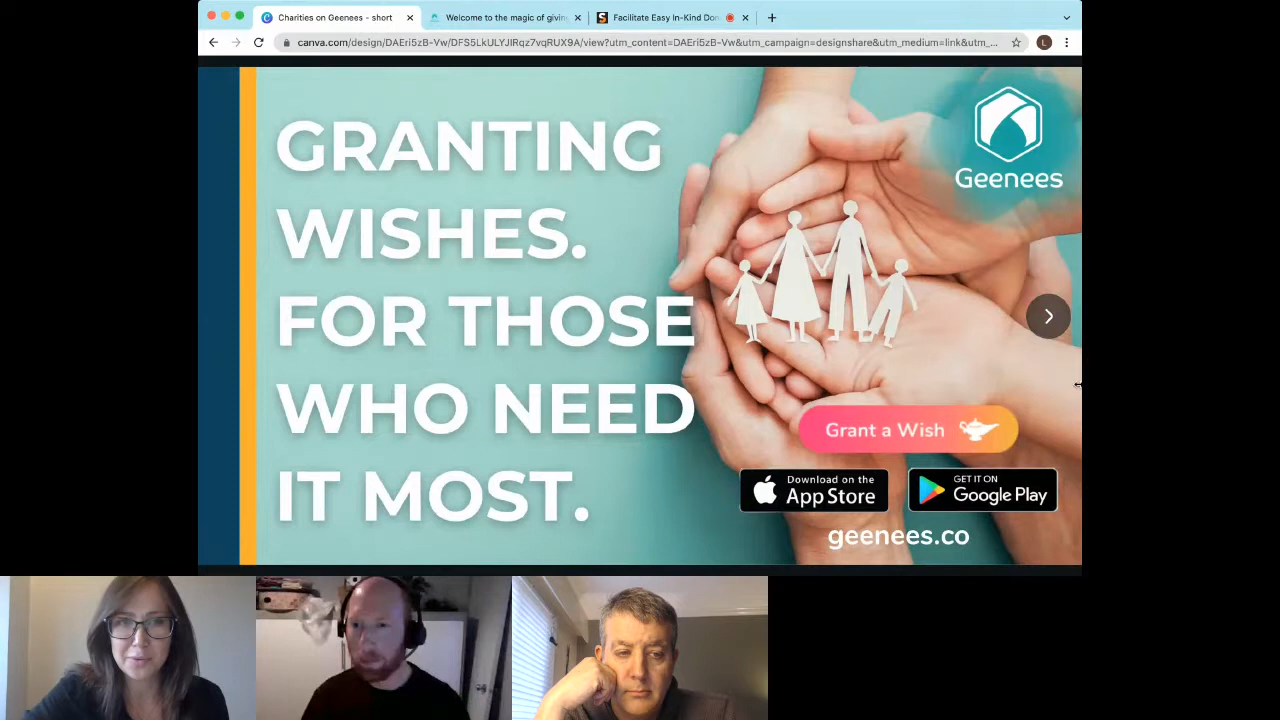 Charities on Geenees - short
Welcome to the magic of giving
Facilitate Easy In-Kind Don
canva.com/design/DAEri5zB-Vw/DFS5LkULYJIRqz7vqRUX9A/view?utm_content=DAEri5zB-Vw&utm_campaign=designshare&utm_medium=link&utm_...
L
GRANTING
WISHES.
FOR THOSE
WHO NEED
IT MOST.
Geenees
Grant a Wish
Download on the
App Store
GET IT ON
Google Play
geenees.co